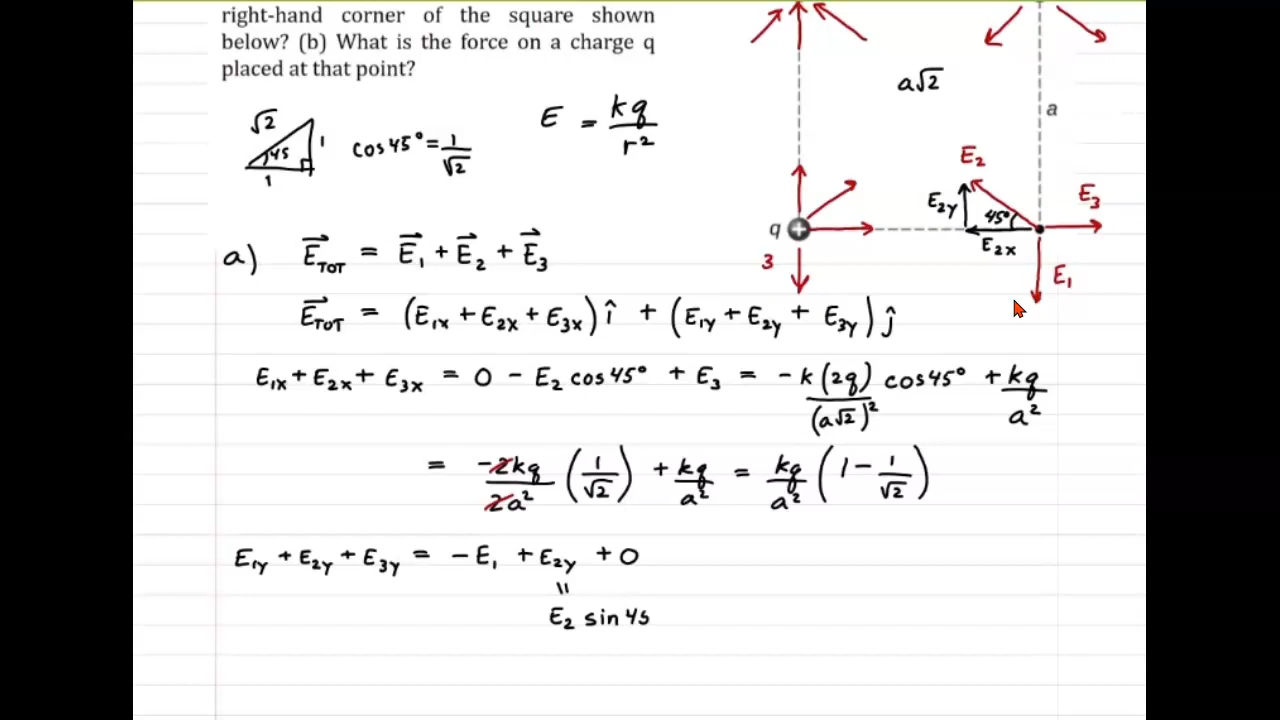 right-hand corner of the square shown
below? (b) What is the force on a charge q
placed at that point?
√2
45
1
1
cos 45° = 1/√2
E = kq/r²
a√2
a
E₂
E₃
E₂y
45°
E₂x
E₁
q
+
3
a) E⃗TOT = E⃗₁ + E⃗₂ + E⃗₃
E⃗TOT = (E₁x + E₂x + E₃x) î + (E₁y + E₂y + E₃y) ĵ
E₁x + E₂x + E₃x = 0 - E₂ cos 45° + E₃ = -k(2q)/(a√2)² cos 45° + kq/a²
= -2kq/2a² (1/√2) + kq/a² = kq/a² (1 - 1/√2)
E₁y + E₂y + E₃y = -E₁ + E₂y + 0
=
E₂ sin 45